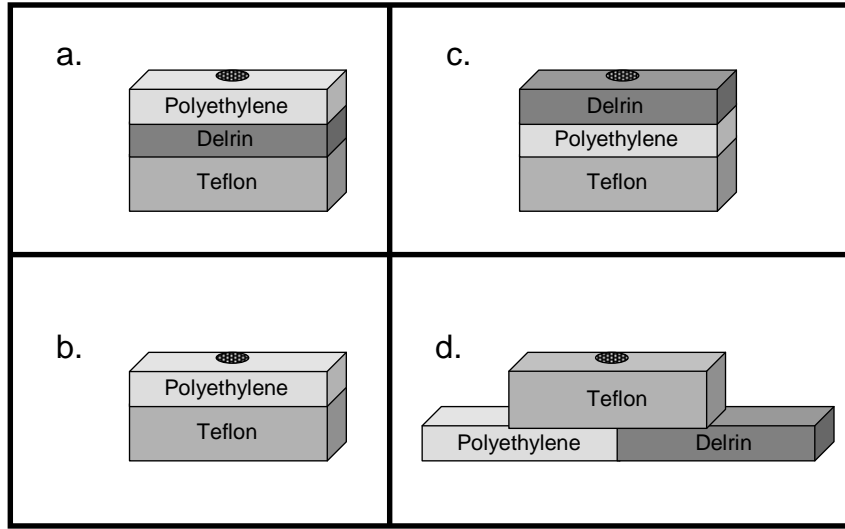 a.
Polyethylene
Delrin
Teflon
c.
Delrin
Polyethylene
Teflon
b.
Polyethylene
Teflon
d.
Teflon
Polyethylene Delrin